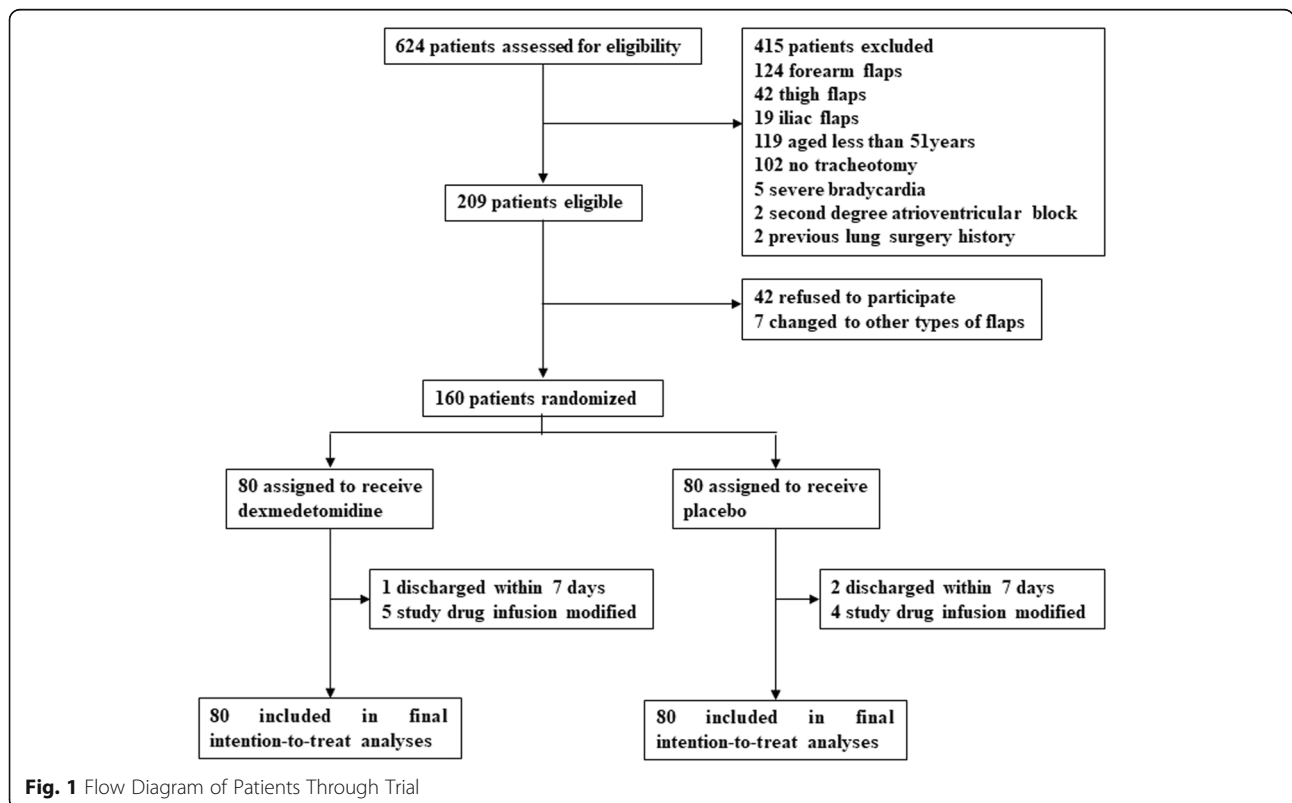 624 patients assessed for eligibility
415 patients excluded
124 forearm flaps
42 thigh flaps
19 iliac flaps
119 aged less than 51years
102 no tracheotomy
5 severe bradycardia
2 second degree atrioventricular block
2 previous lung surgery history
209 patients eligible
42 refused to participate
7 changed to other types of flaps
160 patients randomized
80 assigned to receive
dexmedetomidine
80 assigned to receive
placebo
1 discharged within 7 days
5 study drug infusion modified
2 discharged within 7 days
4 study drug infusion modified
80 included in final
intention-to-treat analyses
80 included in final
intention-to-treat analyses
Fig. 1 Flow Diagram of Patients Through Trial